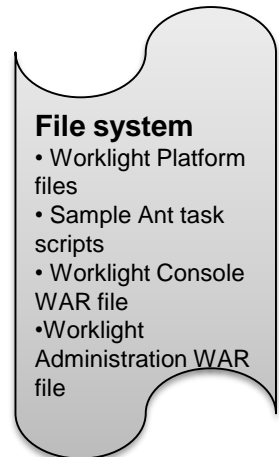 File system
• Worklight Platform
files
• Sample Ant task
scripts
• Worklight Console
WAR file
•Worklight
Administration WAR
file